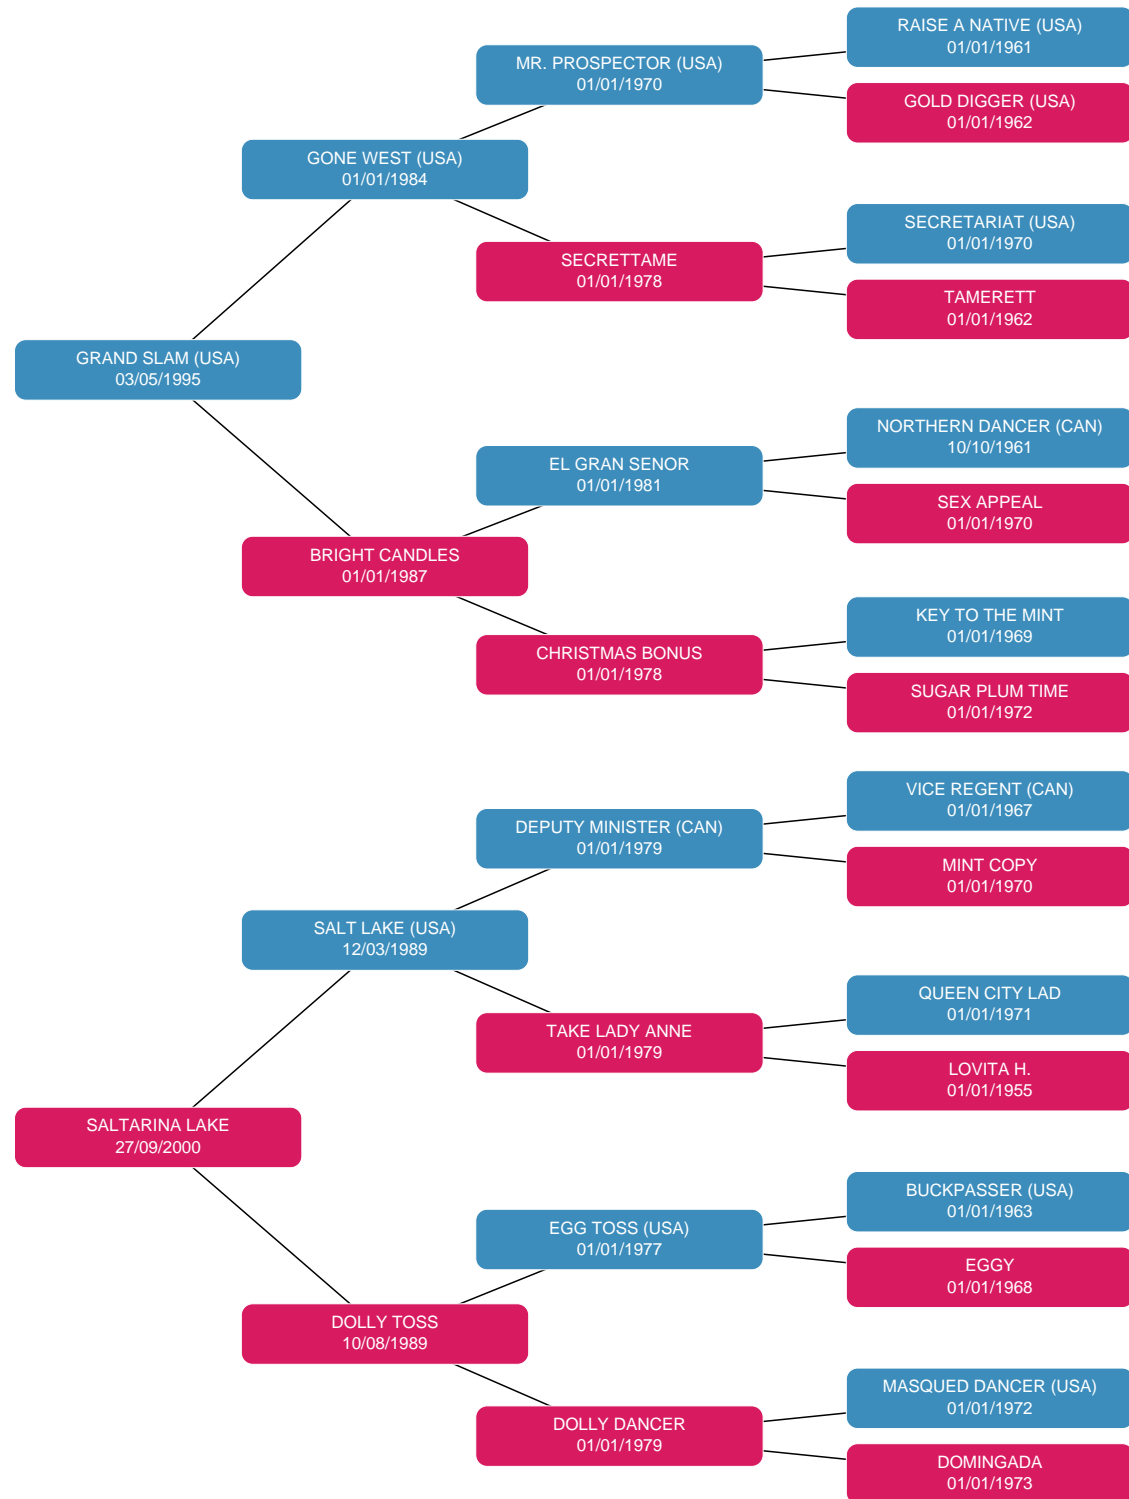 RAISE A NATIVE (USA)
01/01/1961
MR. PROSPECTOR (USA)
01/01/1970
GOLD DIGGER (USA)
01/01/1962
GONE WEST (USA)
01/01/1984
SECRETARIAT (USA)
01/01/1970
SECRETTAME
01/01/1978
TAMERETT
01/01/1962
GRAND SLAM (USA)
03/05/1995
NORTHERN DANCER (CAN)
10/10/1961
EL GRAN SENOR
01/01/1981
SEX APPEAL
01/01/1970
BRIGHT CANDLES
01/01/1987
KEY TO THE MINT
01/01/1969
CHRISTMAS BONUS
01/01/1978
SUGAR PLUM TIME
01/01/1972
VICE REGENT (CAN)
01/01/1967
DEPUTY MINISTER (CAN)
01/01/1979
MINT COPY
01/01/1970
SALT LAKE (USA)
12/03/1989
QUEEN CITY LAD
01/01/1971
TAKE LADY ANNE
01/01/1979
LOVITA H.
01/01/1955
SALTARINA LAKE
27/09/2000
BUCKPASSER (USA)
01/01/1963
EGG TOSS (USA)
01/01/1977
EGGY
01/01/1968
DOLLY TOSS
10/08/1989
MASQUED DANCER (USA)
01/01/1972
DOLLY DANCER
01/01/1979
DOMINGADA
01/01/1973